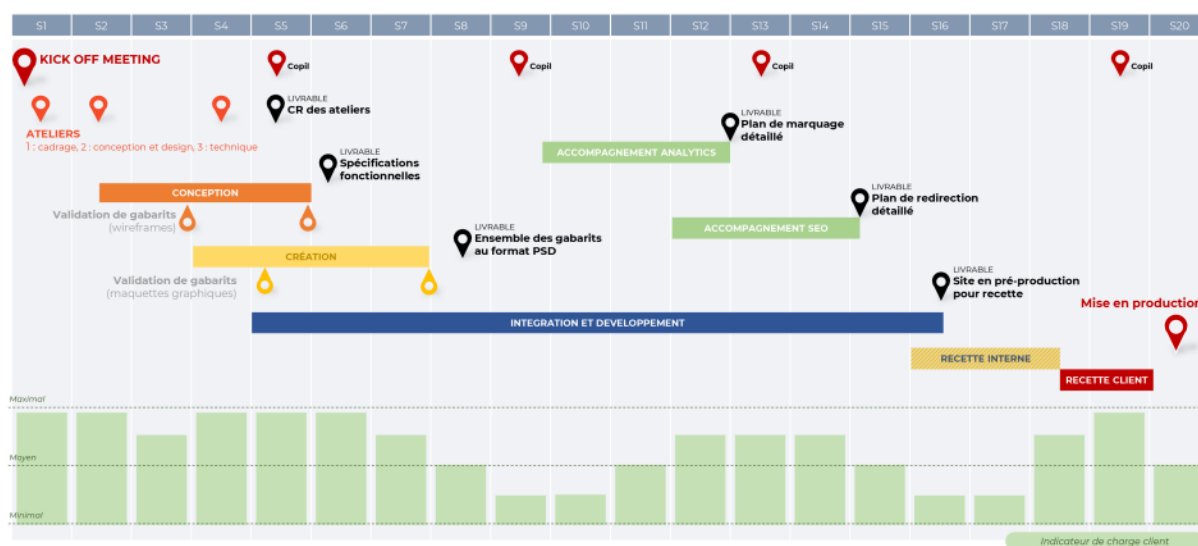 S1 S2 S3 S4 S5 S6 S7 S8 S9 S10 S11 S12 S13 S14 S15 S16 S17 S18 S19 S20
KICK OFF MEETING
Copil
Copil
Copil
Copil
ATELIERS
1 : cadrage, 2 : conception et design, 3 : technique
LIVRABLE
CR des ateliers
LIVRABLE
Plan de marquage
détaillé
ACCOMPAGNEMENT ANALYTICS
LIVRABLE
Spécifications
fonctionnelles
CONCEPTION
Validation de gabarits
(wireframes)
LIVRABLE
Plan de redirection
détaillé
ACCOMPAGNEMENT SEO
LIVRABLE
Ensemble des gabarits
au format PSD
CRÉATION
Validation de gabarits
(maquettes graphiques)
LIVRABLE
Site en pré-production
pour recette
Mise en production
INTEGRATION ET DEVELOPPEMENT
RECETTE INTERNE
RECETTE CLIENT
Maximal
Moyen
Minimal
Indicateur de charge client